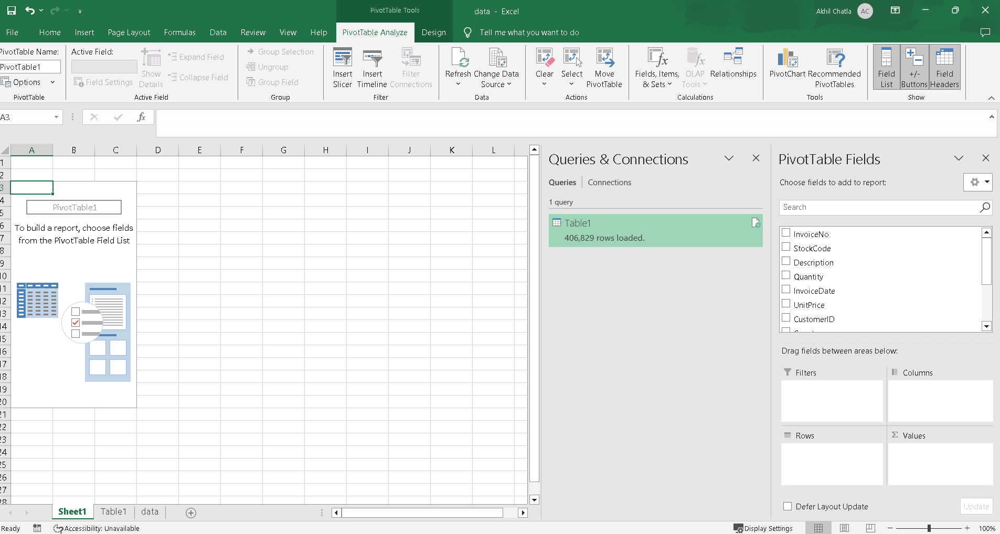 PivotTable Tools
data - Excel
Akhil Chatla
AC
File Home Insert Page Layout Formulas Data Review View Help PivotTable Analyze Design Tell me what you want to do
PivotTable Name:
PivotTable1
Options
PivotTable
Active Field:
Field Settings
Show Details
Expand Field
Collapse Field
Active Field
Group Selection
Ungroup
Group Field
Group
Insert Slicer
Insert Timeline
Filter Connections
Filter
Refresh
Change Data Source
Data
Clear
Select
Move PivotTable
Actions
Fields, Items, & Sets
OLAP Tools
Relationships
Calculations
PivotChart
Recommended PivotTables
Tools
Field List
+/- Buttons
Field Headers
Show
A3
fx
A B C D E F G H I J K L
1
2
3
4
5
6
7
8
9
10
11
12
13
14
15
16
17
18
19
20
21
22
23
24
25
26
27
28
PivotTable1
To build a report, choose fields
from the PivotTable Field List
Queries & Connections
Queries Connections
1 query
Table1
406,829 rows loaded.
PivotTable Fields
Choose fields to add to report:
Search
InvoiceNo
StockCode
Description
Quantity
InvoiceDate
UnitPrice
CustomerID
Drag fields between areas below:
Filters
Columns
Rows
Σ Values
Defer Layout Update
Update
Sheet1 Table1 data
Ready
Accessibility: Unavailable
Display Settings
100%